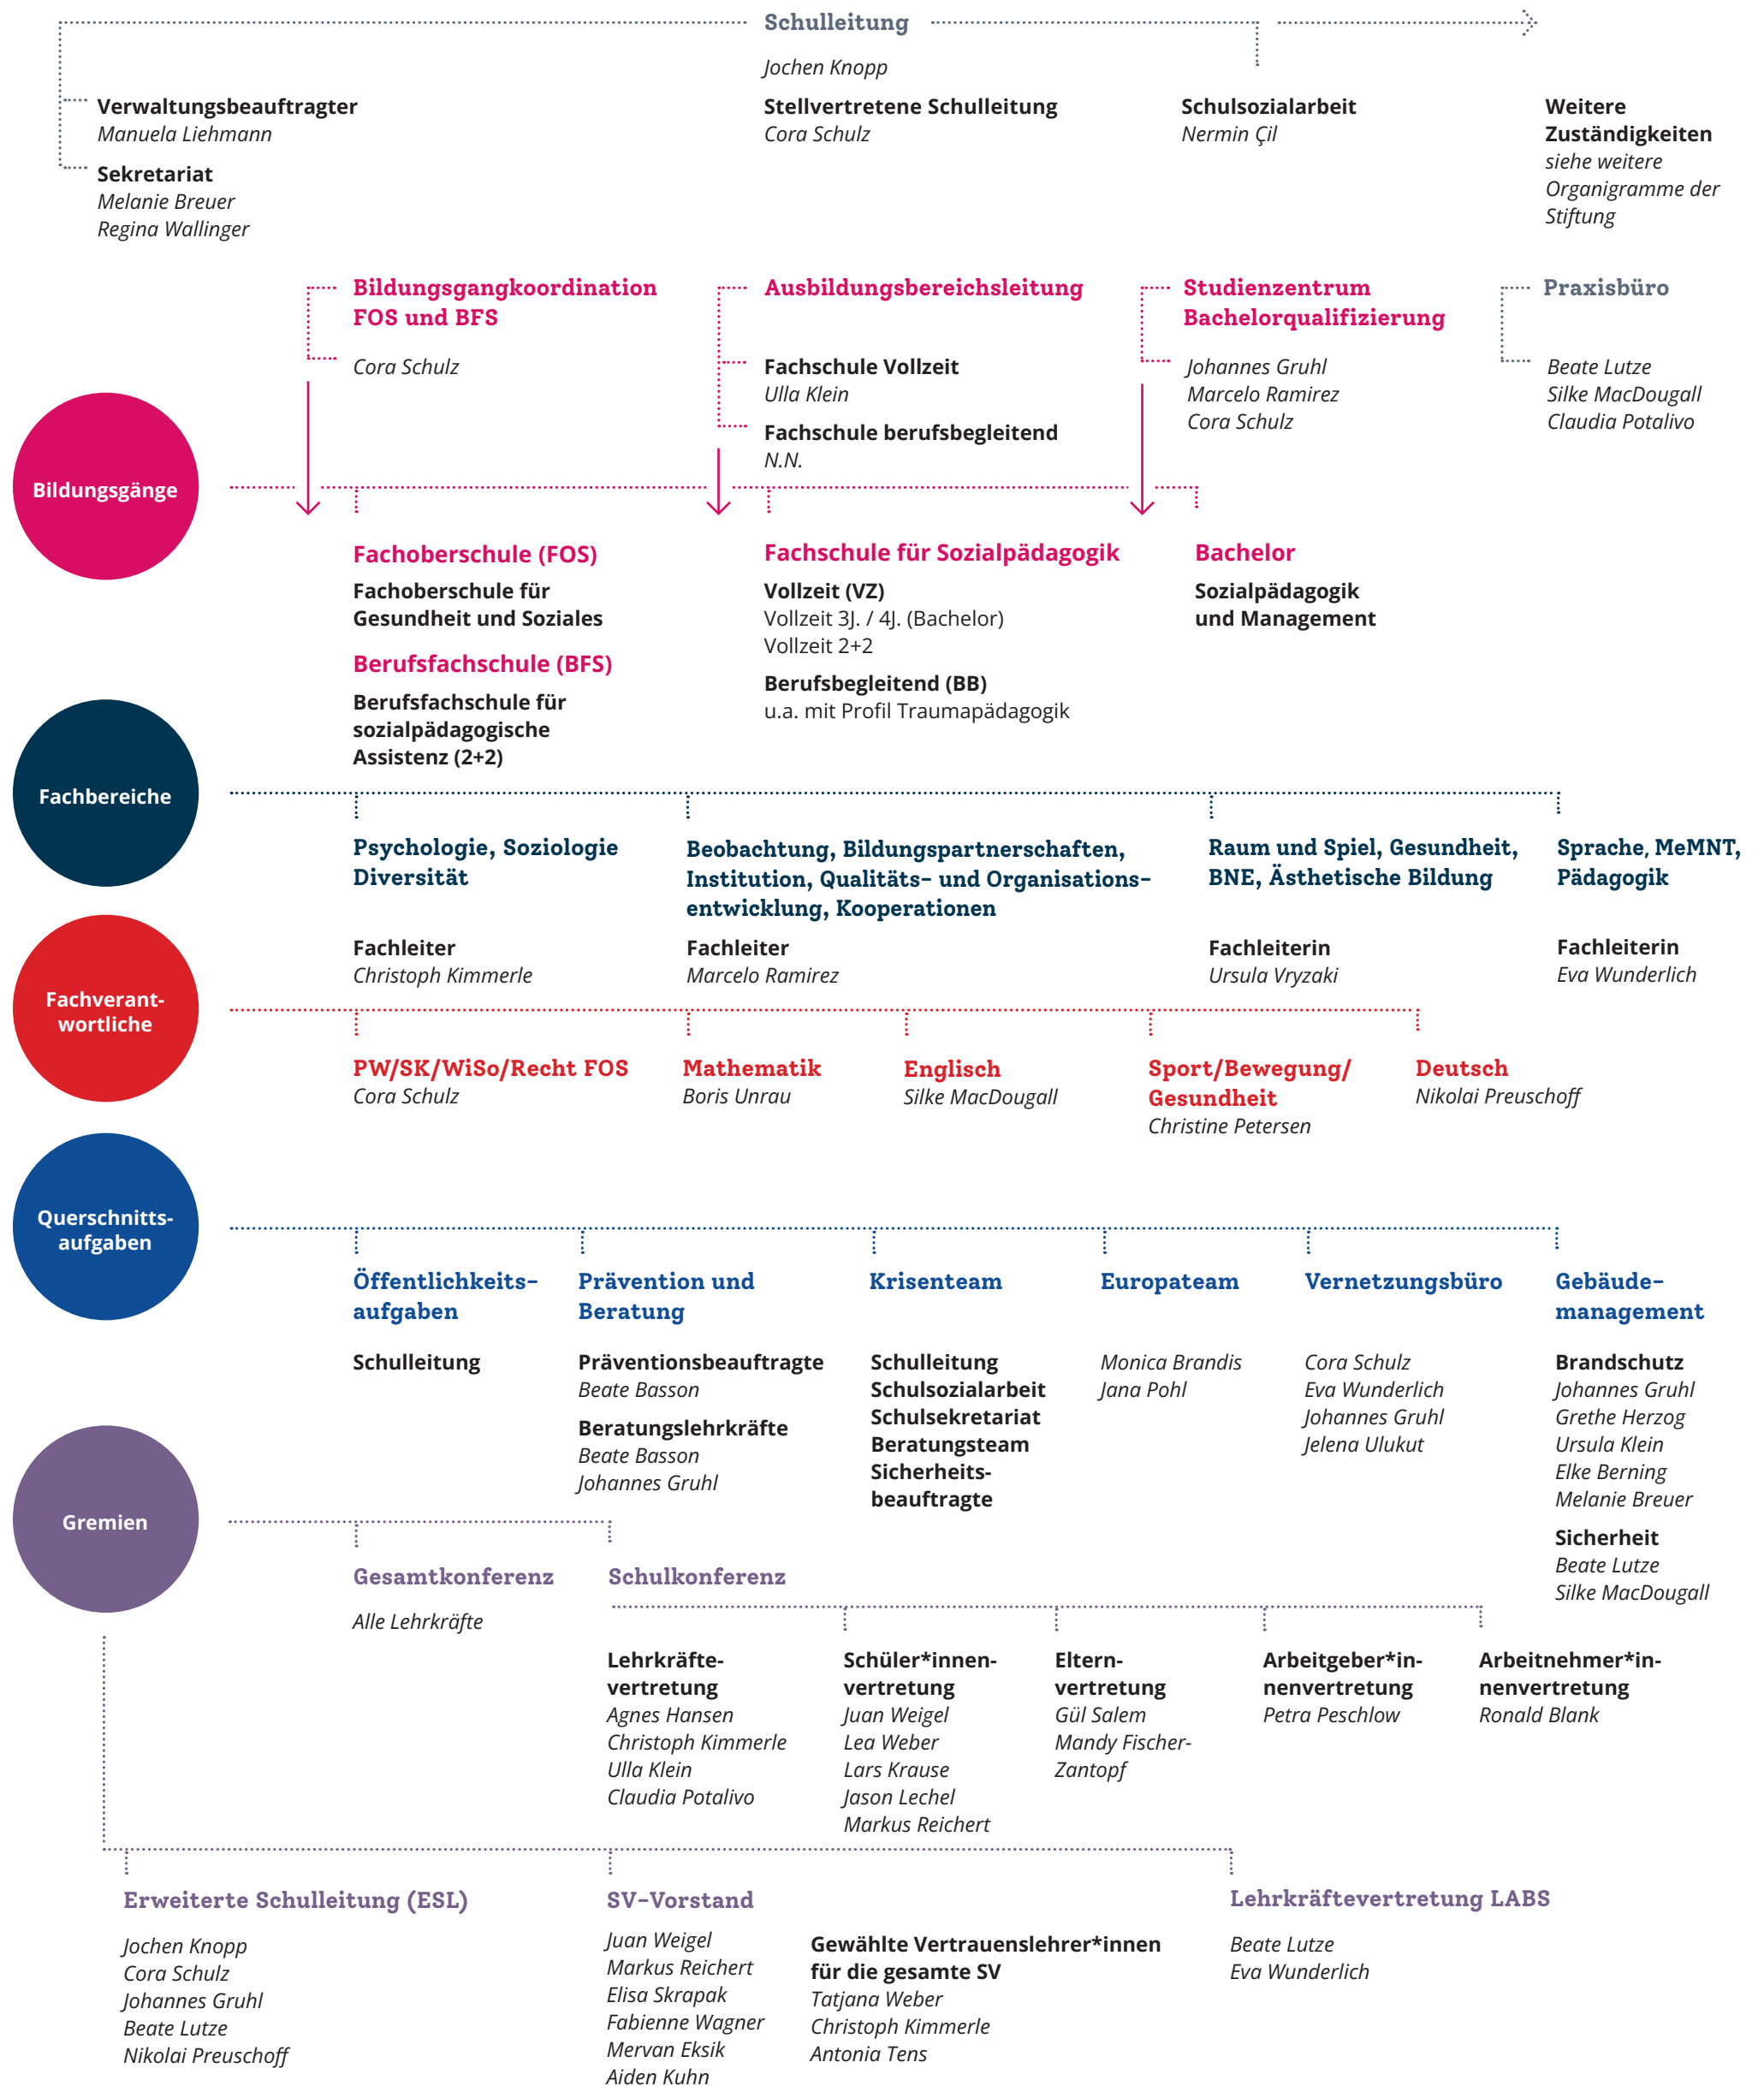 Schulleitung
Jochen Knopp
Verwaltungsbeauftragter
Manuela Liehmann
Sekretariat
Melanie Breuer
Regina Wallinger
Stellvertretene Schulleitung
Cora Schulz
Schulsozialarbeit
Nermin Çil
Weitere
Zuständigkeiten
siehe weitere
Organigramme der
Stiftung
Bildungsgangkoordination
FOS und BFS
Cora Schulz
Ausbildungsbereichsleitung
Fachschule Vollzeit
Ulla Klein
Fachschule berufsbegleitend
N.N.
Studienzentrum
Bachelorqualifizierung
Johannes Gruhl
Marcelo Ramirez
Cora Schulz
Praxisbüro
Beate Lutze
Silke MacDougall
Claudia Potalivo
Bildungsgänge
Fachoberschule (FOS)
Fachoberschule für
Gesundheit und Soziales
Berufsfachschule (BFS)
Berufsfachschule für
sozialpädagogische
Assistenz (2+2)
Fachschule für Sozialpädagogik
Vollzeit (VZ)
Vollzeit 3J. / 4J. (Bachelor)
Vollzeit 2+2
Berufsbegleitend (BB)
u.a. mit Profil Traumapädagogik
Bachelor
Sozialpädagogik
und Management
Fachbereiche
Psychologie, Soziologie
Diversität
Fachleiter
Christoph Kimmerle
Beobachtung, Bildungspartnerschaften,
Institution, Qualitäts- und Organisations-
entwicklung, Kooperationen
Fachleiter
Marcelo Ramirez
Raum und Spiel, Gesundheit,
BNE, Ästhetische Bildung
Fachleiterin
Ursula Vryzaki
Sprache, MeMNT,
Pädagogik
Fachleiterin
Eva Wunderlich
Fachverant-
wortliche
PW/SK/WiSo/Recht FOS
Cora Schulz
Mathematik
Boris Unrau
Englisch
Silke MacDougall
Sport/Bewegung/
Gesundheit
Christine Petersen
Deutsch
Nikolai Preuschoff
Querschnitts-
aufgaben
Öffentlichkeits-
aufgaben
Schulleitung
Prävention und
Beratung
Präventionsbeauftragte
Beate Basson
Beratungslehrkräfte
Beate Basson
Johannes Gruhl
Krisenteam
Schulleitung
Schulsozialarbeit
Schulsekretariat
Beratungsteam
Sicherheits-
beauftragte
Europateam
Monica Brandis
Jana Pohl
Vernetzungsbüro
Cora Schulz
Eva Wunderlich
Johannes Gruhl
Jelena Ulukut
Gebäude-
management
Brandschutz
Johannes Gruhl
Grethe Herzog
Ursula Klein
Elke Berning
Melanie Breuer
Sicherheit
Beate Lutze
Silke MacDougall
Gremien
Gesamtkonferenz
Alle Lehrkräfte
Schulkonferenz
Lehrkräfte-
vertretung
Agnes Hansen
Christoph Kimmerle
Ulla Klein
Claudia Potalivo
Schüler*innen-
vertretung
Juan Weigel
Lea Weber
Lars Krause
Jason Lechel
Markus Reichert
Eltern-
vertretung
Gül Salem
Mandy Fischer-
Zantopf
Arbeitgeber*in-
nenvertretung
Petra Peschlow
Arbeitnehmer*in-
nenvertretung
Ronald Blank
Erweiterte Schulleitung (ESL)
Jochen Knopp
Cora Schulz
Johannes Gruhl
Beate Lutze
Nikolai Preuschoff
SV-Vorstand
Juan Weigel
Markus Reichert
Elisa Skrapak
Fabienne Wagner
Mervan Eksik
Aiden Kuhn
Gewählte Vertrauenslehrer*innen
für die gesamte SV
Tatjana Weber
Christoph Kimmerle
Antonia Tens
Lehrkräftevertretung LABS
Beate Lutze
Eva Wunderlich